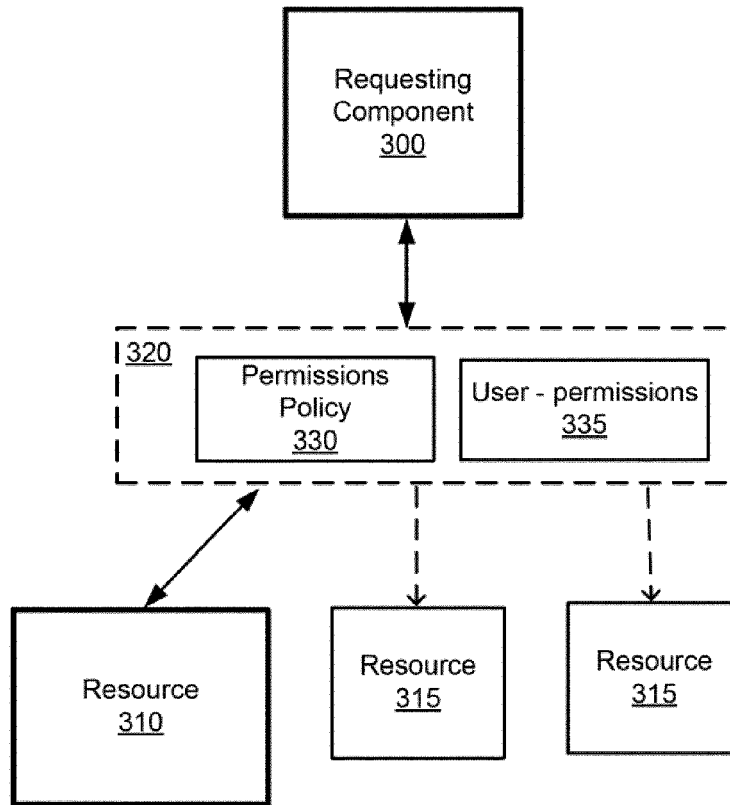 Requesting
Component
300
320
Permissions
Policy
330
User - permissions
335
Resource
310
Resource
315
Resource
315